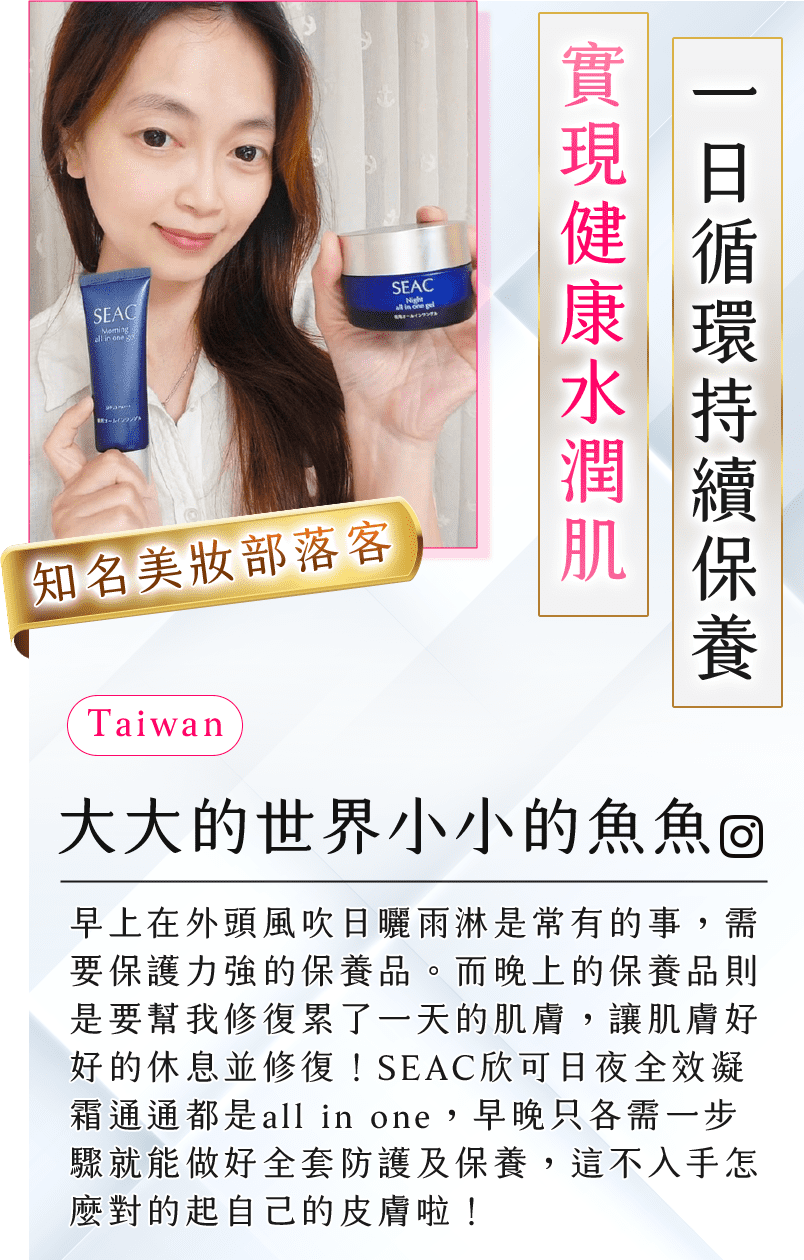 一日循環持續保養
實現健康水潤肌
SEAC
Morning
all in one gel
SEAC
Night
all in one gel
知名美妝部落客
Taiwan
大大的世界小小的魚魚
早上在外頭風吹日曬雨淋是常有的事，需
要保護力強的保養品。而晚上的保養品則
是要幫我修復累了一天的肌膚，讓肌膚好
好的休息並修復！SEAC欣可日夜全效凝
霜通通都是all in one，早晚只各需一步
驟就能做好全套防護及保養，這不入手怎
麼對的起自己的皮膚啦！